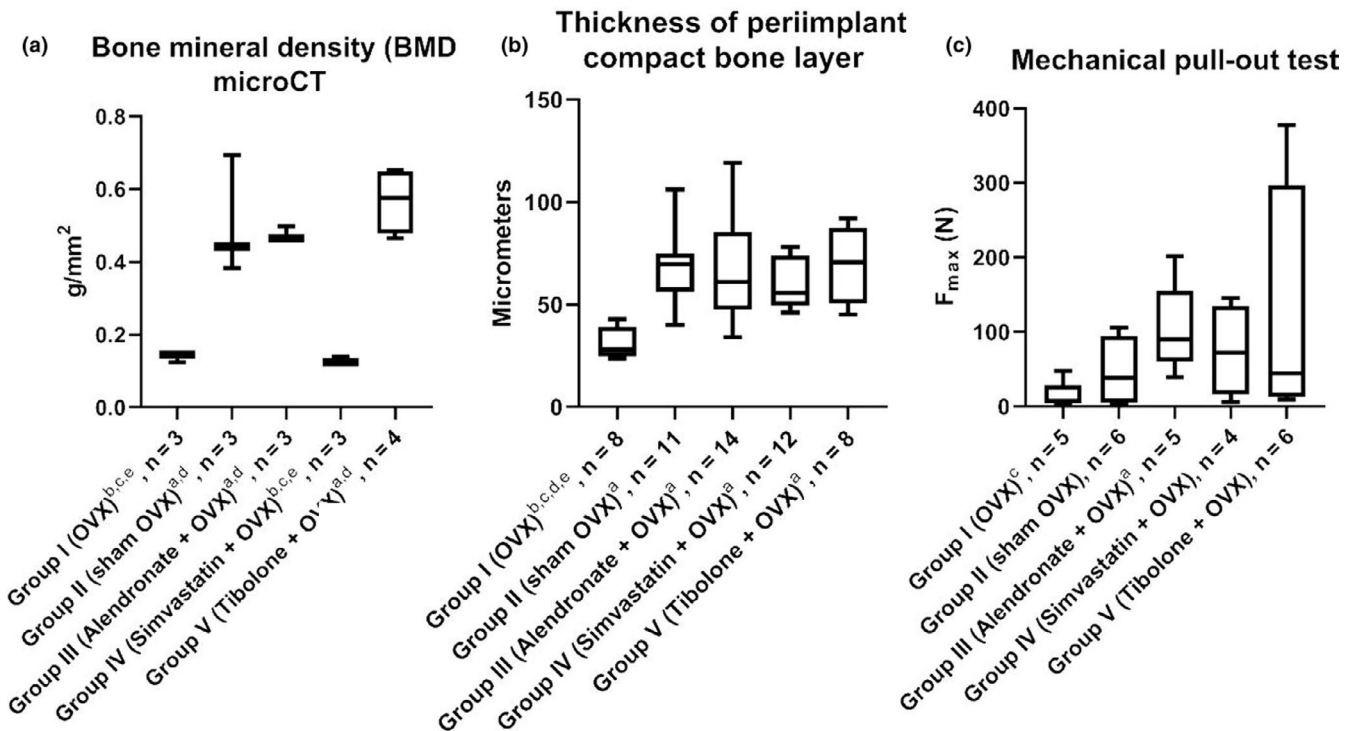 (a)
Bone mineral density (BMD
microCT
0.8
0.6
0.4
0.2
0.0
g/mm²
Group I (OVX)ᵇ,ᶜ,ᵉ, n = 3
Group II (sham OVX)ᵃ,ᵈ, n = 3
Group III (Alendronate + OVX)ᵃ,ᵈ, n = 3
Group IV (Simvastatin + OVX)ᵇ,ᶜ,ᵉ, n = 3
Group V (Tibolone + OVX)ᵃ,ᵈ, n = 4
(b)
Thickness of periimplant
compact bone layer
150
100
50
0
Micrometers
Group I (OVX)ᵇ,ᶜ,ᵈ,ᵉ, n = 8
Group II (sham OVX)ᵃ, n = 11
Group III (Alendronate + OVX)ᵃ, n = 14
Group IV (Simvastatin + OVX)ᵃ, n = 12
Group V (Tibolone + OVX)ᵃ, n = 8
(c)
Mechanical pull-out test
400
300
200
100
0
Fmax (N)
Group I (OVX)ᶜ, n = 5
Group II (sham OVX), n = 6
Group III (Alendronate + OVX)ᵃ, n = 5
Group IV (Simvastatin + OVX), n = 4
Group V (Tibolone + OVX), n = 6